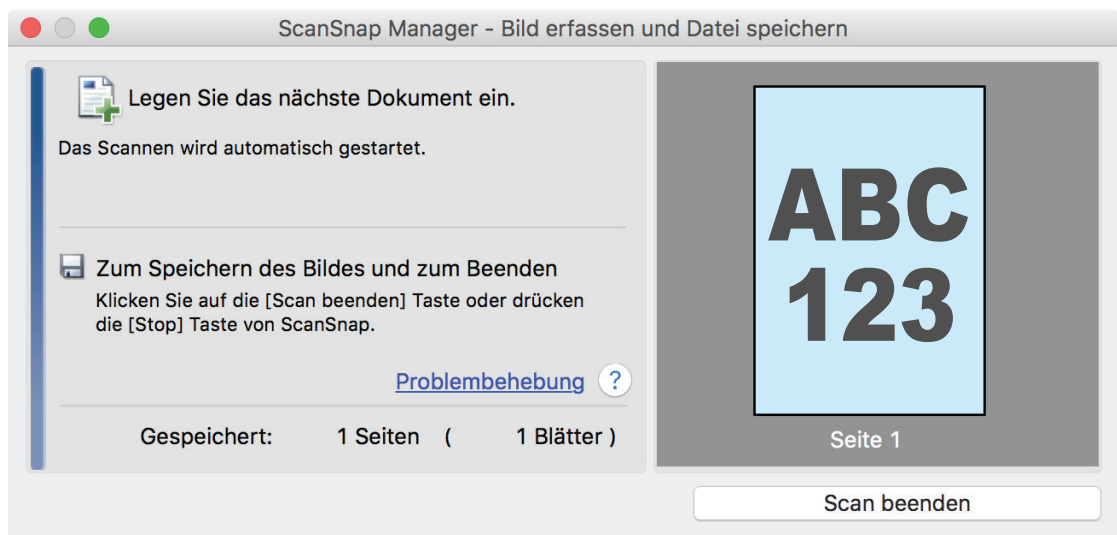 ScanSnap Manager - Bild erfassen und Datei speichern
Legen Sie das nächste Dokument ein.
Das Scannen wird automatisch gestartet.
Zum Speichern des Bildes und zum Beenden
Klicken Sie auf die [Scan beenden] Taste oder drücken
die [Stop] Taste von ScanSnap.
Problembehebung ?
Gespeichert: 1 Seiten ( 1 Blätter )
ABC
123
Seite 1
Scan beenden